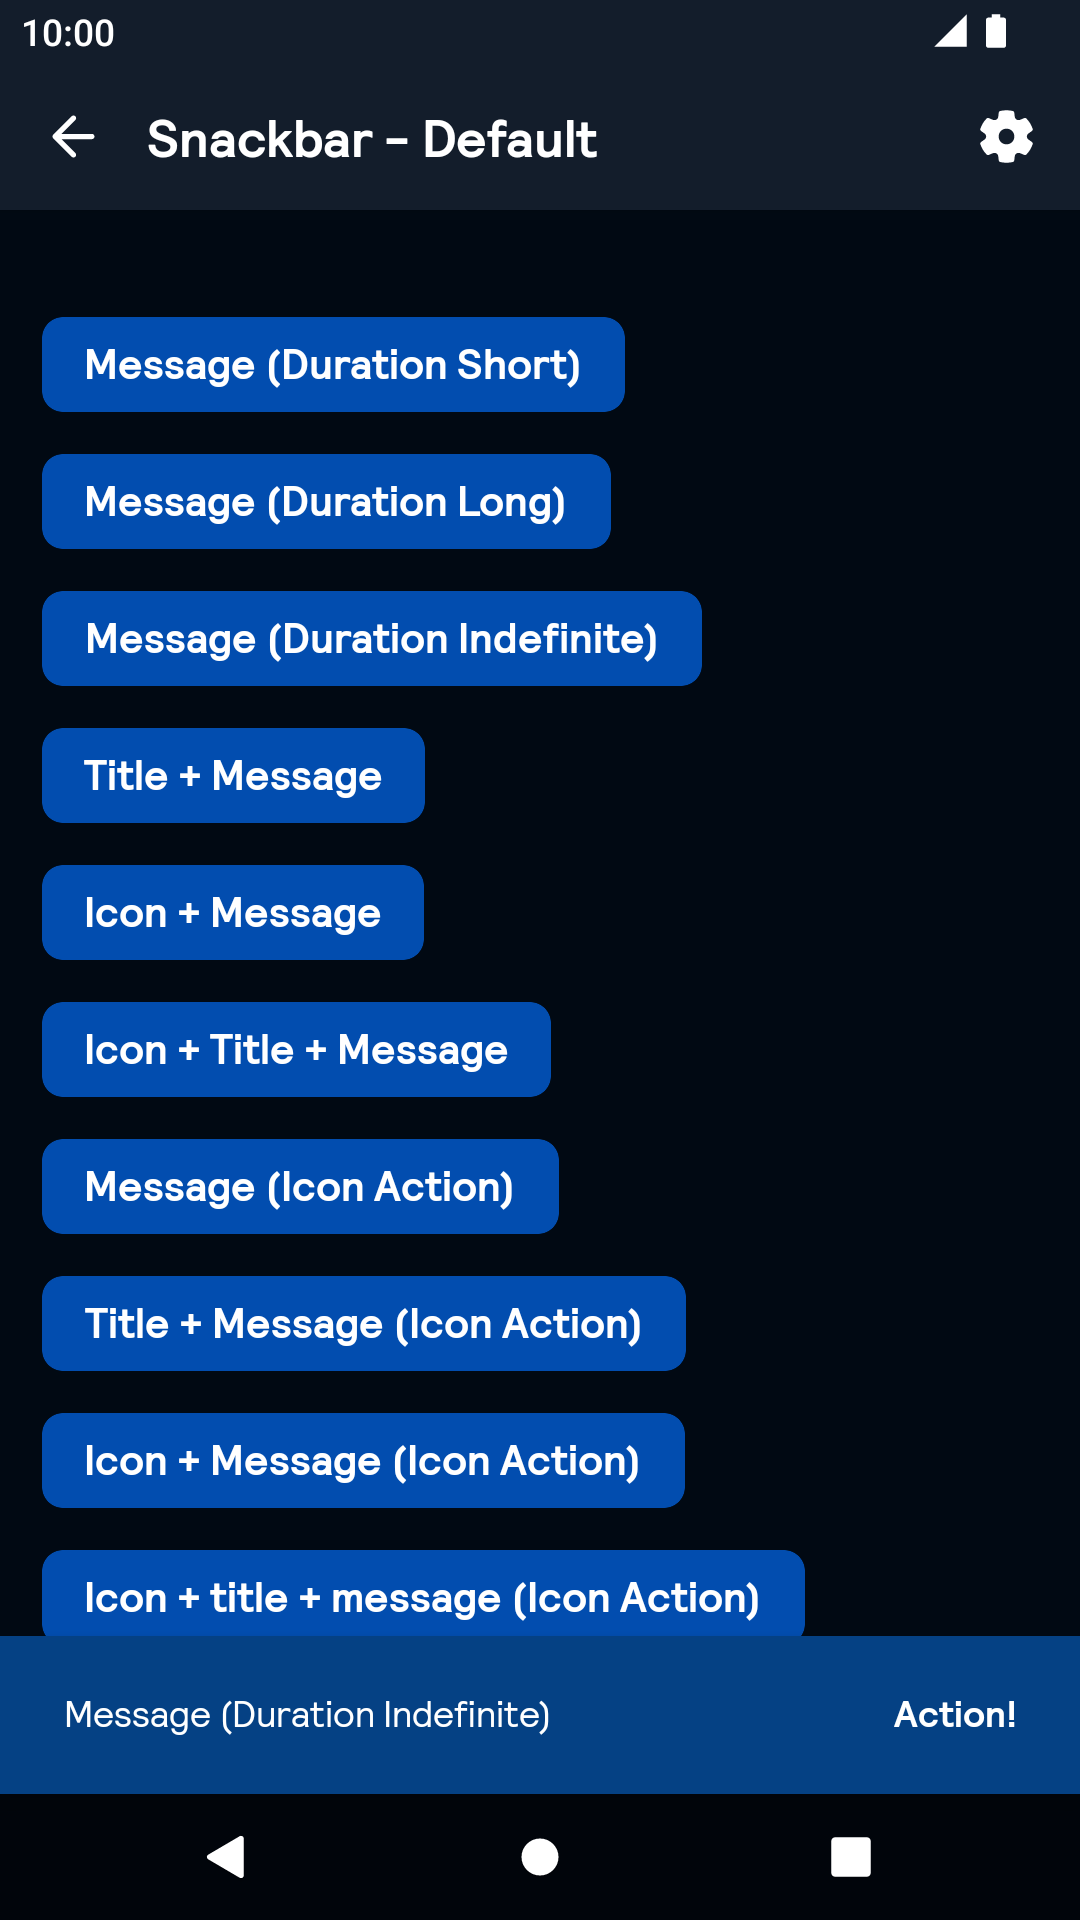 10:00
Snackbar - Default
Message (Duration Short)
Message (Duration Long)
Message (Duration Indefinite)
Title + Message
Icon + Message
Icon + Title + Message
Message (Icon Action)
Title + Message (Icon Action)
Icon + Message (Icon Action)
Icon + title + message (Icon Action)
Message (Duration Indefinite) Action!